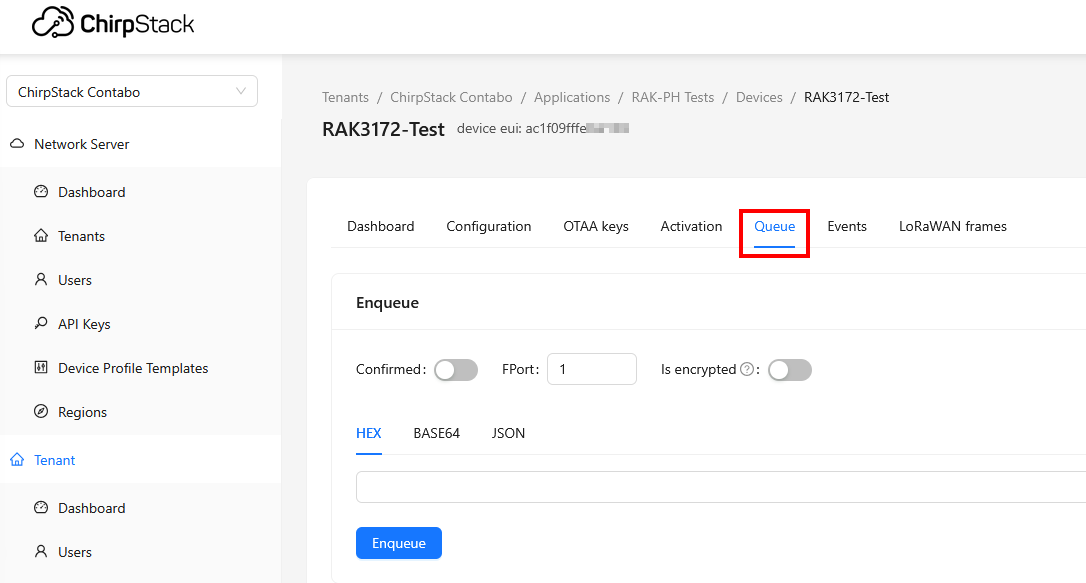 ChirpStack
ChirpStack Contabo
Network Server
Dashboard
Tenants
Users
API Keys
Device Profile Templates
Regions
Tenant
Dashboard
Users
Tenants / ChirpStack Contabo / Applications / RAK-PH Tests / Devices / RAK3172-Test
RAK3172-Test device eui: ac1f09fffe
Dashboard Configuration OTAA keys Activation Queue Events LoRaWAN frames
Enqueue
Confirmed: FPort: 1 Is encrypted ? :
HEX BASE64 JSON
Enqueue